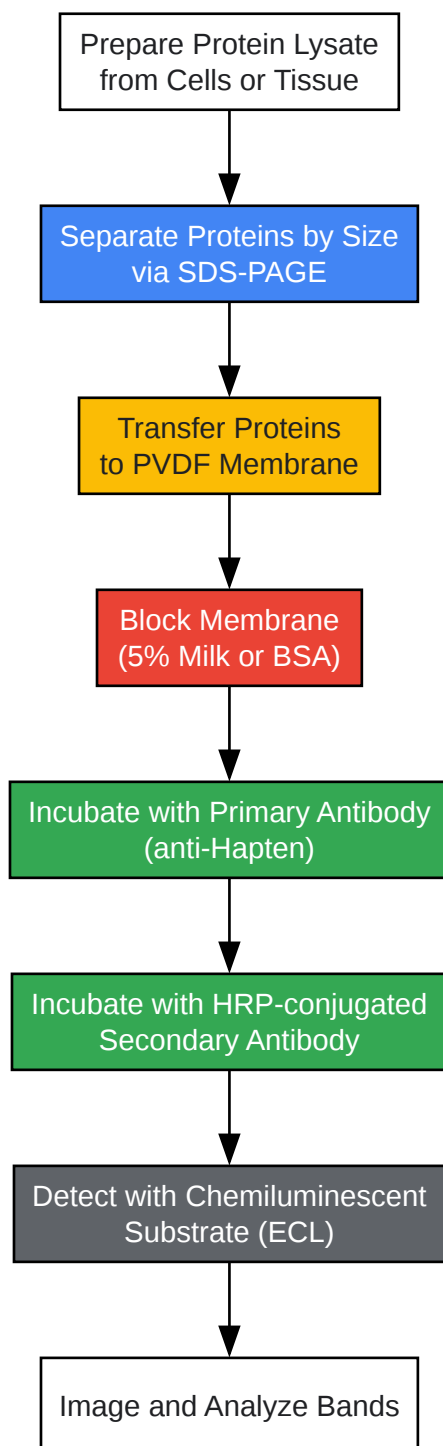 Prepare Protein Lysate
from Cells or Tissue
Separate Proteins by Size
via SDS-PAGE
Transfer Proteins
to PVDF Membrane
Block Membrane
(5% Milk or BSA)
Incubate with Primary Antibody
(anti-Hapten)
Incubate with HRP-conjugated
Secondary Antibody
Detect with Chemiluminescent
Substrate (ECL)
Image and Analyze Bands